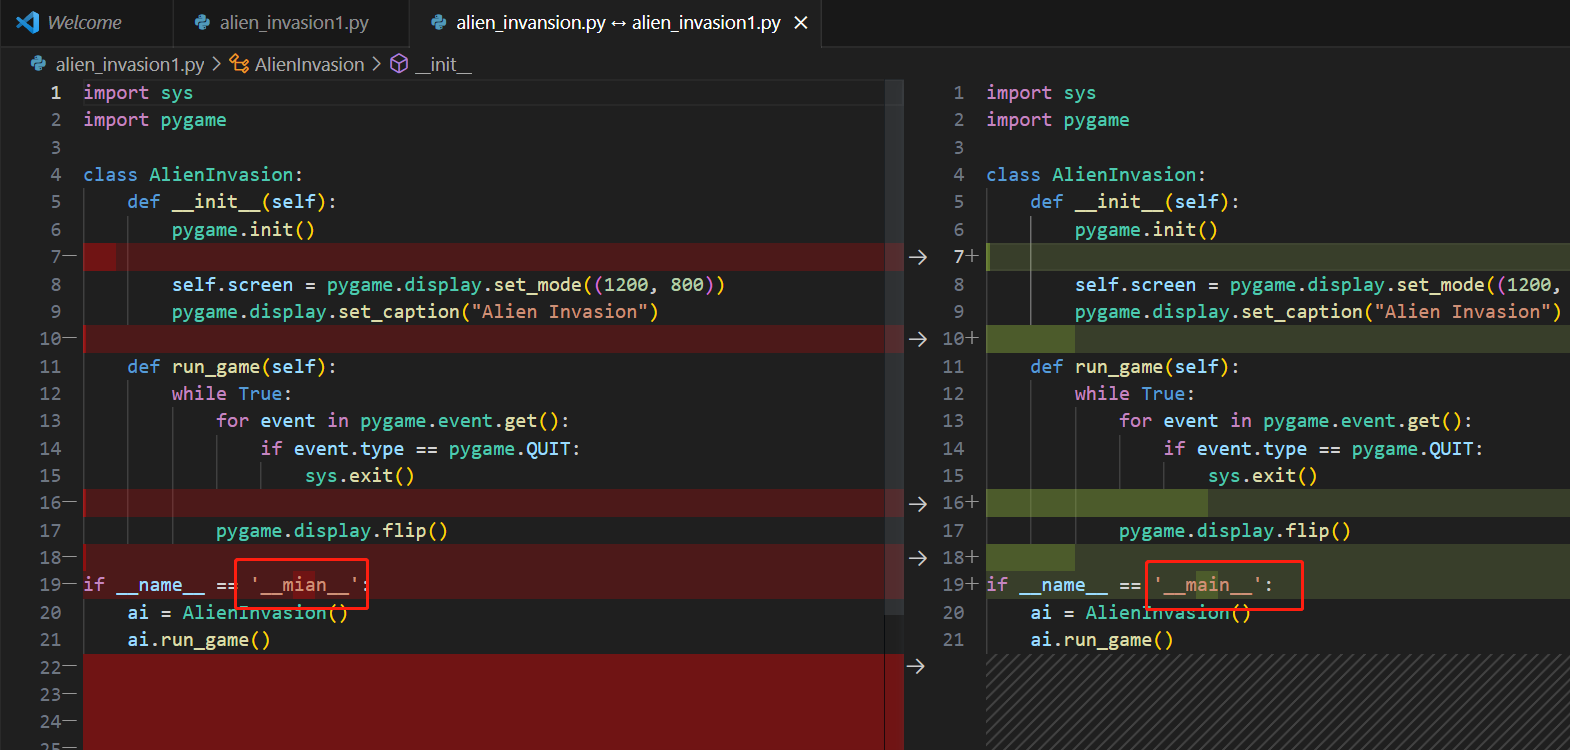 Welcome
alien_invasion1.py
alien_invansion.py ↔ alien_invasion1.py
alien_invasion1.py > AlienInvasion > __init__
1 import sys
2 import pygame
3
4 class AlienInvasion:
5 def __init__(self):
6 pygame.init()
7−
8 self.screen = pygame.display.set_mode((1200, 800))
9 pygame.display.set_caption("Alien Invasion")
10−
11 def run_game(self):
12 while True:
13 for event in pygame.event.get():
14 if event.type == pygame.QUIT:
15 sys.exit()
16−
17 pygame.display.flip()
18−
19− if __name__ == '__mian__':
20 ai = AlienInvasion()
21 ai.run_game()
22−
23−
24−
25−
1 import sys
2 import pygame
3
4 class AlienInvasion:
5 def __init__(self):
6 pygame.init()
7+
8 self.screen = pygame.display.set_mode((1200,
9 pygame.display.set_caption("Alien Invasion")
10+
11 def run_game(self):
12 while True:
13 for event in pygame.event.get():
14 if event.type == pygame.QUIT:
15 sys.exit()
16+
17 pygame.display.flip()
18+
19+ if __name__ == '__main__':
20 ai = AlienInvasion()
21 ai.run_game()